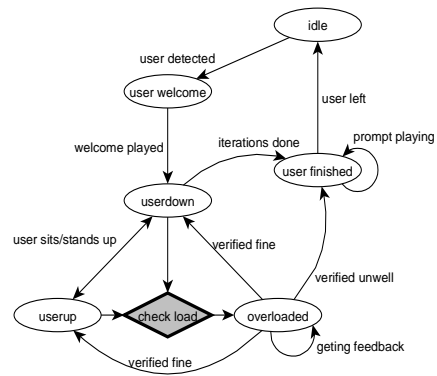 idle
user detected
user welcome
user left
welcome played
iterations done
prompt playing
user finished
userdown
user sits/stands up
verified fine
verified unwell
userup
check load
overloaded
verified fine
geting feedback